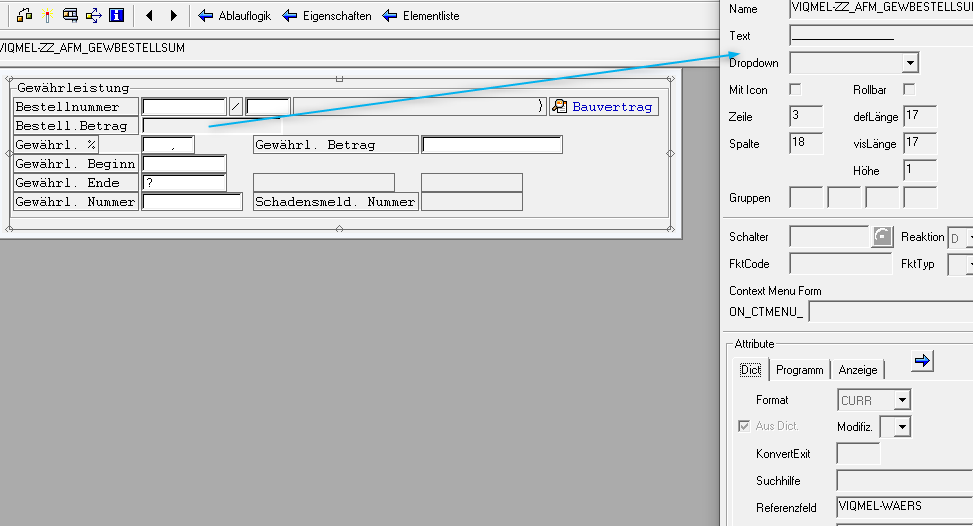 Ablauflogik Eigenschaften Elementliste
VIQMEL-ZZ_AFM_GEWBESTELLSUM
Gewährleistung
Bestellnummer / ) Bauvertrag
Bestell.Betrag
Gewährl. % , Gewährl. Betrag
Gewährl. Beginn
Gewährl. Ende ?
Gewährl. Nummer Schadensmeld. Nummer
Name VIQMEL-ZZ_AFM_GEWBESTELLSU
Text
Dropdown
Mit Icon Rollbar
Zeile 3 defLänge 17
Spalte 18 visLänge 17
Höhe 1
Gruppen
Schalter Reaktion D
FktCode FktTyp
Context Menu Form
ON_CTMENU_
Attribute
Dict Programm Anzeige
Format CURR
Aus Dict. Modifiz.
KonvertExit
Suchhilfe
Referenzfeld VIQMEL-WAERS